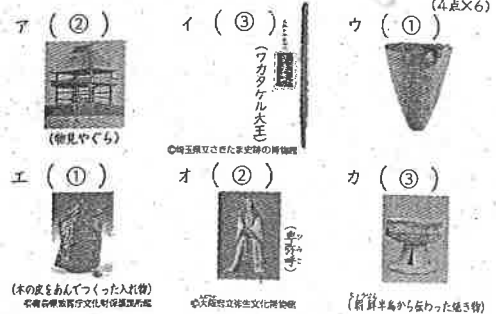 (4点×6)
ア ( ② )
イ ( ③ )
ウ ( ① )
(物見やぐら)
(ワカタケル大王)
©埼玉県立さきたま史跡の博物館
エ ( ① )
オ ( ② )
カ ( ③ )
(木の皮をあんでつくった入れ物)
(卑弥呼)
(朝鮮半島から伝わった焼き物)